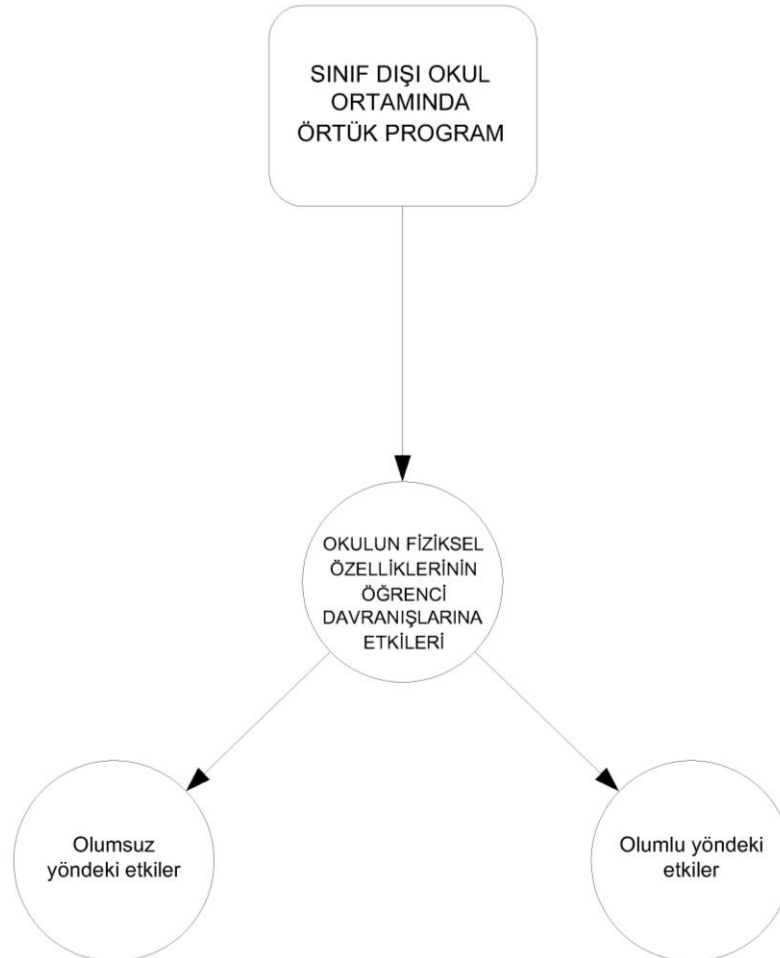 SINIF DIŞI OKUL
ORTAMINDA
ÖRTÜK PROGRAM
OKULUN FİZİKSEL
ÖZELLİKLERİNİN
ÖĞRENCİ
DAVRANIŞLARINA
ETKİLERİ
Olumsuz
yöndeki etkiler
Olumlu yöndeki
etkiler